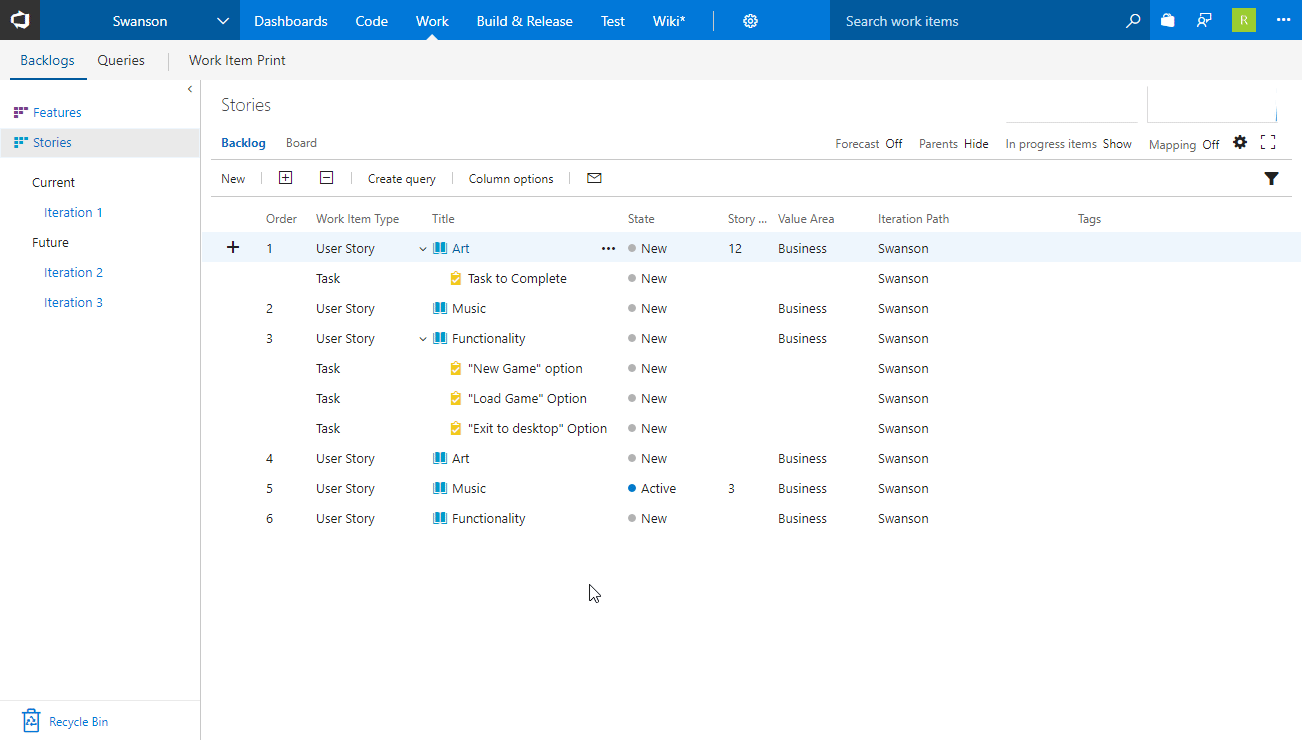 Swanson Dashboards Code Work Build & Release Test Wiki* Search work items R
Backlogs Queries Work Item Print
Features
Stories
Current
Iteration 1
Future
Iteration 2
Iteration 3
Recycle Bin
Stories
Backlog Board Forecast Off Parents Hide In progress items Show Mapping Off
New Create query Column options
Order Work Item Type Title State Story ... Value Area Iteration Path Tags
1 User Story Art ... New 12 Business Swanson
Task Task to Complete New Swanson
2 User Story Music New Business Swanson
3 User Story Functionality New Business Swanson
Task "New Game" option New Swanson
Task "Load Game" Option New Swanson
Task "Exit to desktop" Option New Swanson
4 User Story Art New Business Swanson
5 User Story Music Active 3 Business Swanson
6 User Story Functionality New Business Swanson